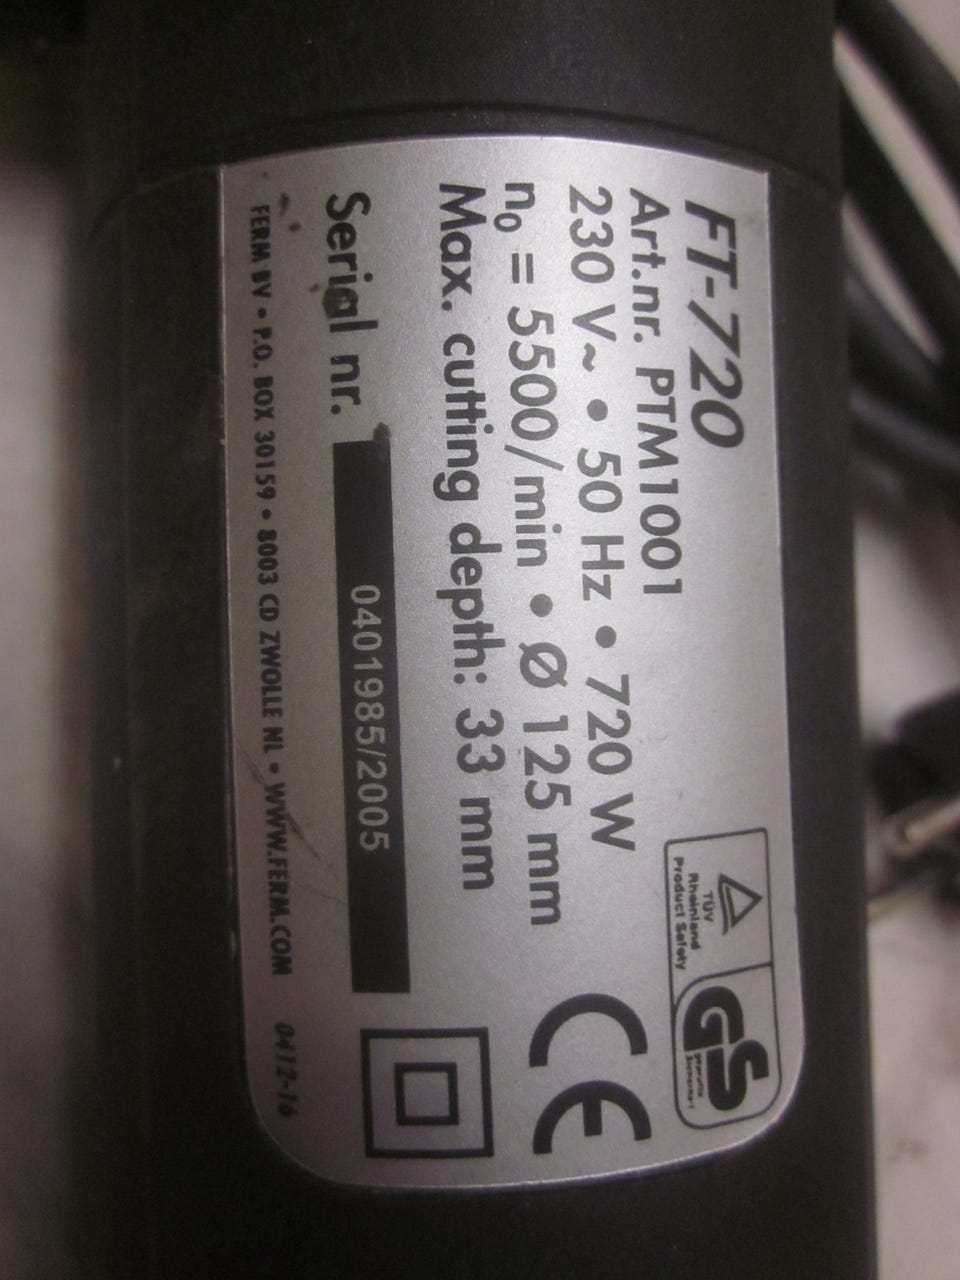 FT-720
Art.nr. PTM1001
230 V~ • 50 Hz • 720 W
n₀ = 5500/min • Ø 125 mm
Max. cutting depth: 33 mm
Serial nr. 0401985/2005
FERM BV • P.O. BOX 30159 • 8003 CD ZWOLLE NL • WWW.FERM.COM 0412-16
TÜV
Rheinland
Product Safety
GS
geprüfte
Sicherheit
CE